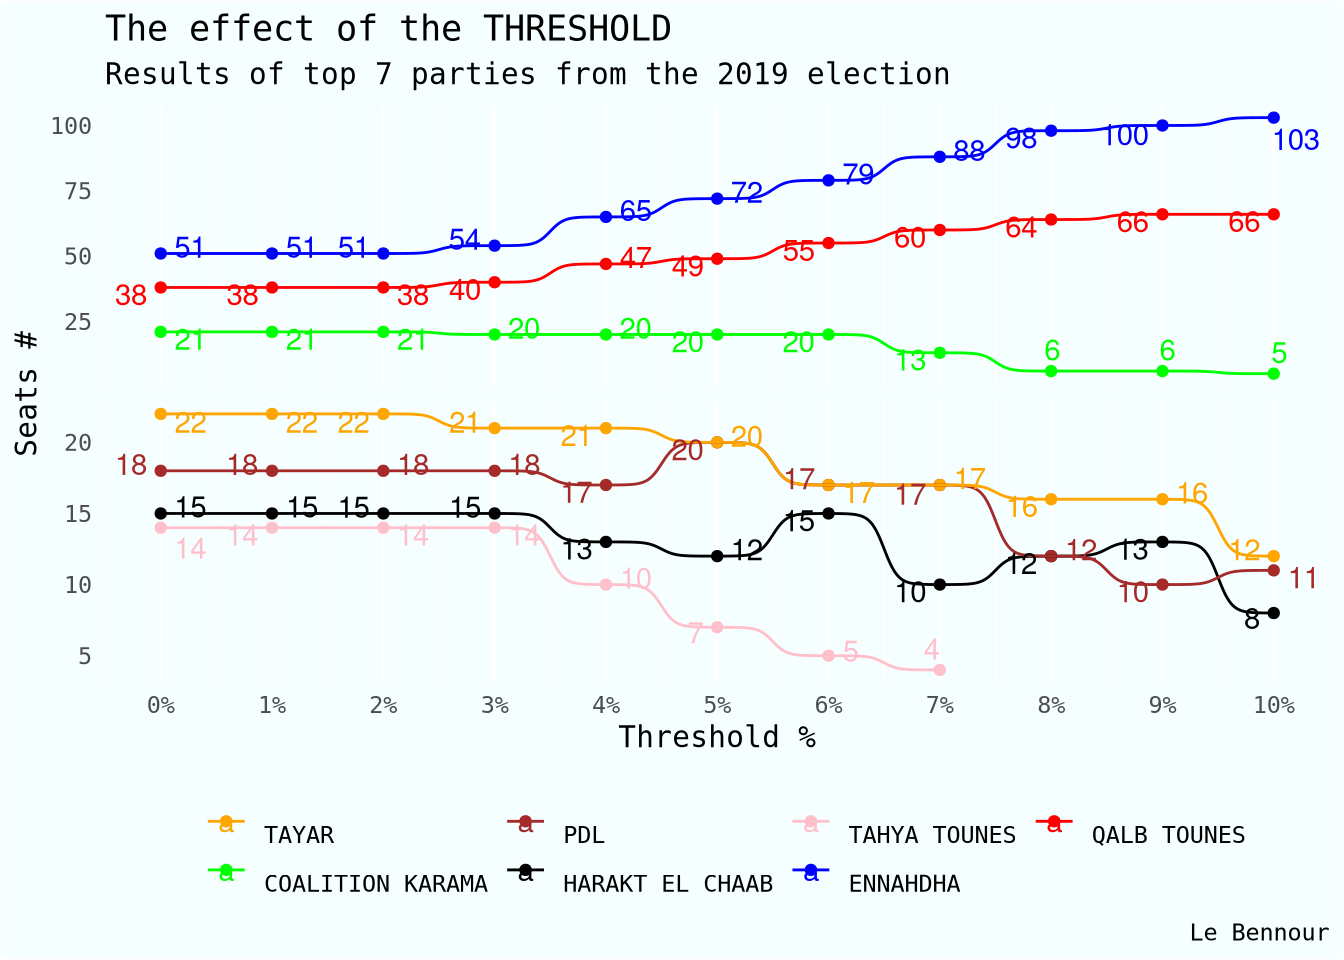 The effect of the THRESHOLD
Results of top 7 parties from the 2019 election
Seats #
100
75
50
25
51 51 51 54 65 72 79 88 98 100 103
38 38 38 40 47 49 55 60 64 66 66
21 21 21 20 20 20 20 13 6 6 5
20
15
10
5
22 22 22 21 21 20 17 17 16 16 12
18 18 18 18 17 20 17 17 12 10 11
15 15 15 15 13 12 15 10 12 13 8
14 14 14 14 10 7 5 4
0% 1% 2% 3% 4% 5% 6% 7% 8% 9% 10%
Threshold %
a TAYAR a PDL a TAHYA TOUNES a QALB TOUNES
a COALITION KARAMA a HARAKT EL CHAAB a ENNAHDHA
Le Bennour